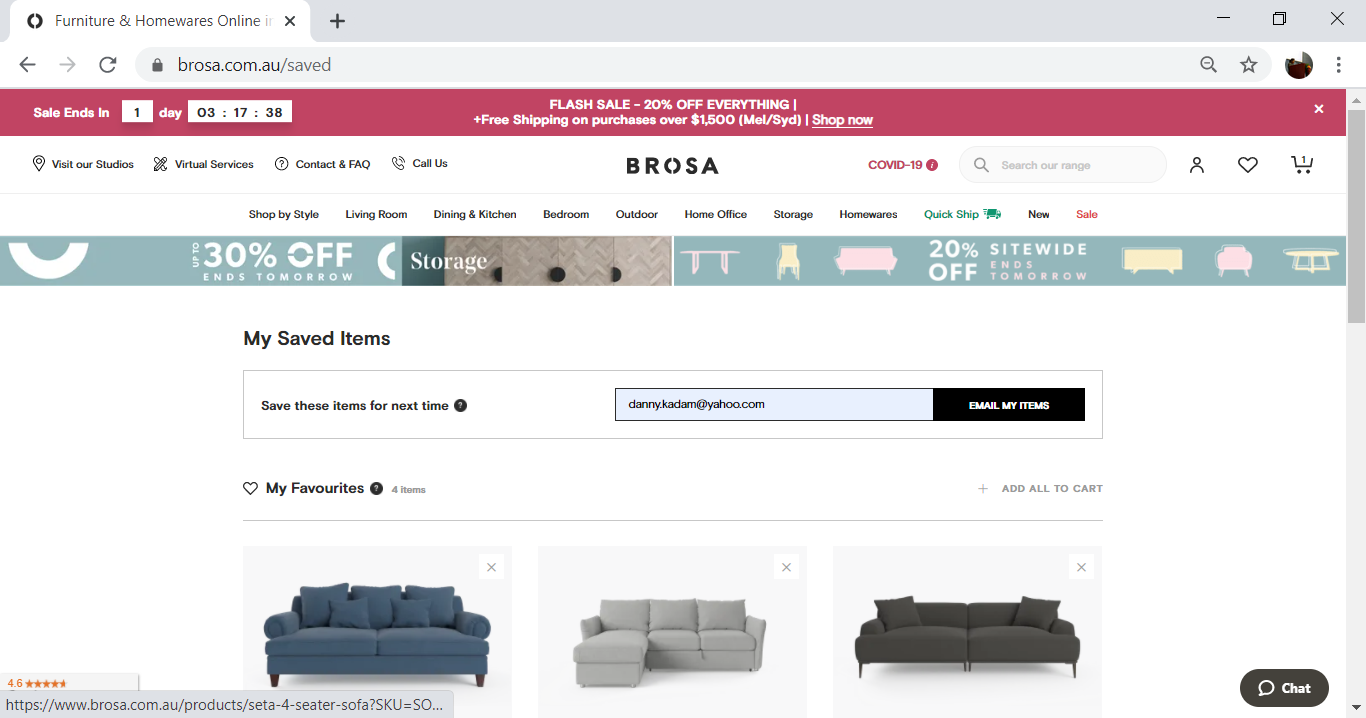 Furniture & Homewares Online in
brosa.com.au/saved
Sale Ends In 1 day 03 : 17 : 38
FLASH SALE - 20% OFF EVERYTHING |
+Free Shipping on purchases over $1,500 (Mel/Syd) | Shop now
Visit our Studios Virtual Services Contact & FAQ Call Us
BROSA
COVID-19 Search our range 1
Shop by Style Living Room Dining & Kitchen Bedroom Outdoor Home Office Storage Homewares Quick Ship New Sale
UP TO 30% OFF
ENDS TOMORROW
Storage
20% OFF SITEWIDE
ENDS TOMORROW
My Saved Items
Save these items for next time ?
danny.kadam@yahoo.com
EMAIL MY ITEMS
My Favourites ? 4 items
+ ADD ALL TO CART
4.6
Chat
https://www.brosa.com.au/products/seta-4-seater-sofa?SKU=SO...